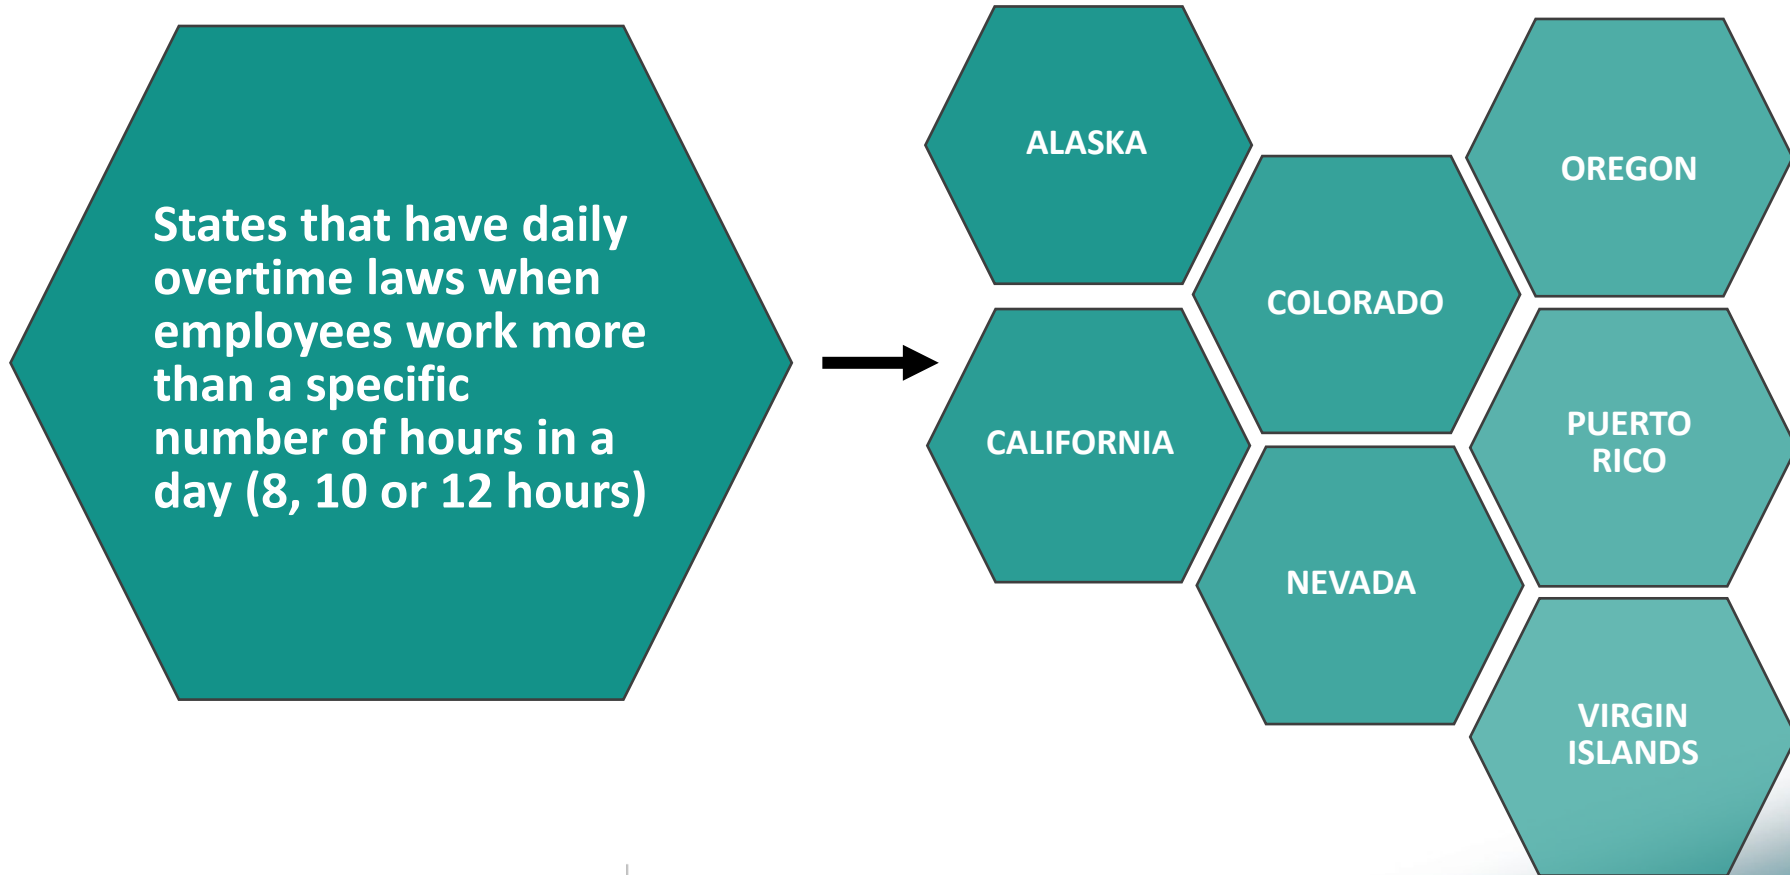 States that have daily
overtime laws when
employees work more
than a specific
number of hours in a
day (8, 10 or 12 hours)
ALASKA
CALIFORNIA
COLORADO
NEVADA
OREGON
PUERTO
RICO
VIRGIN
ISLANDS